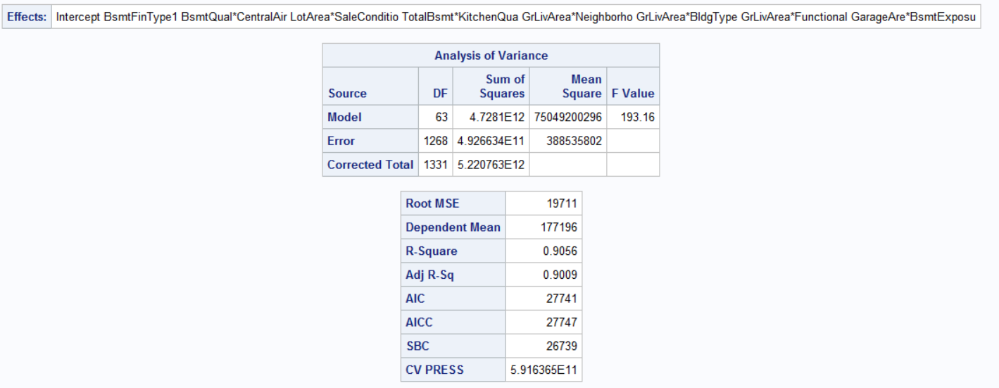 Effects: Intercept BsmtFinType1 BsmtQual*CentralAir LotArea*SaleConditio TotalBsmt*KitchenQua GrLivArea*Neighborho GrLivArea*BldgType GrLivArea*Functional GarageAre*BsmtExposu
Analysis of Variance
Source DF Sum of Squares Mean Square F Value
Model 63 4.7281E12 75049200296 193.16
Error 1268 4.926634E11 388535802
Corrected Total 1331 5.220763E12
Root MSE 19711
Dependent Mean 177196
R-Square 0.9056
Adj R-Sq 0.9009
AIC 27741
AICC 27747
SBC 26739
CV PRESS 5.916365E11